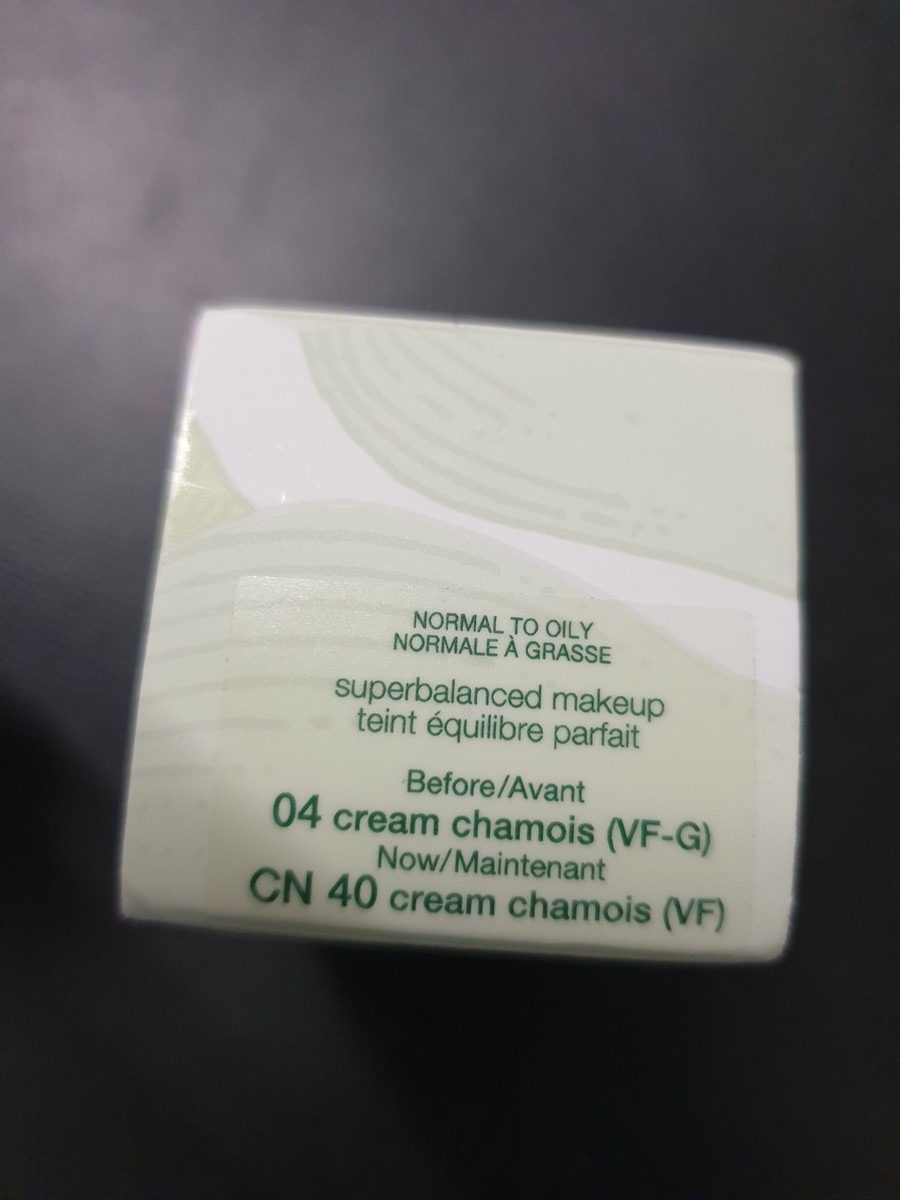 NORMAL TO OILY
NORMALE À GRASSE
superbalanced makeup
teint équilibre parfait
Before/Avant
04 cream chamois (VF-G)
Now/Maintenant
CN 40 cream chamois (VF)